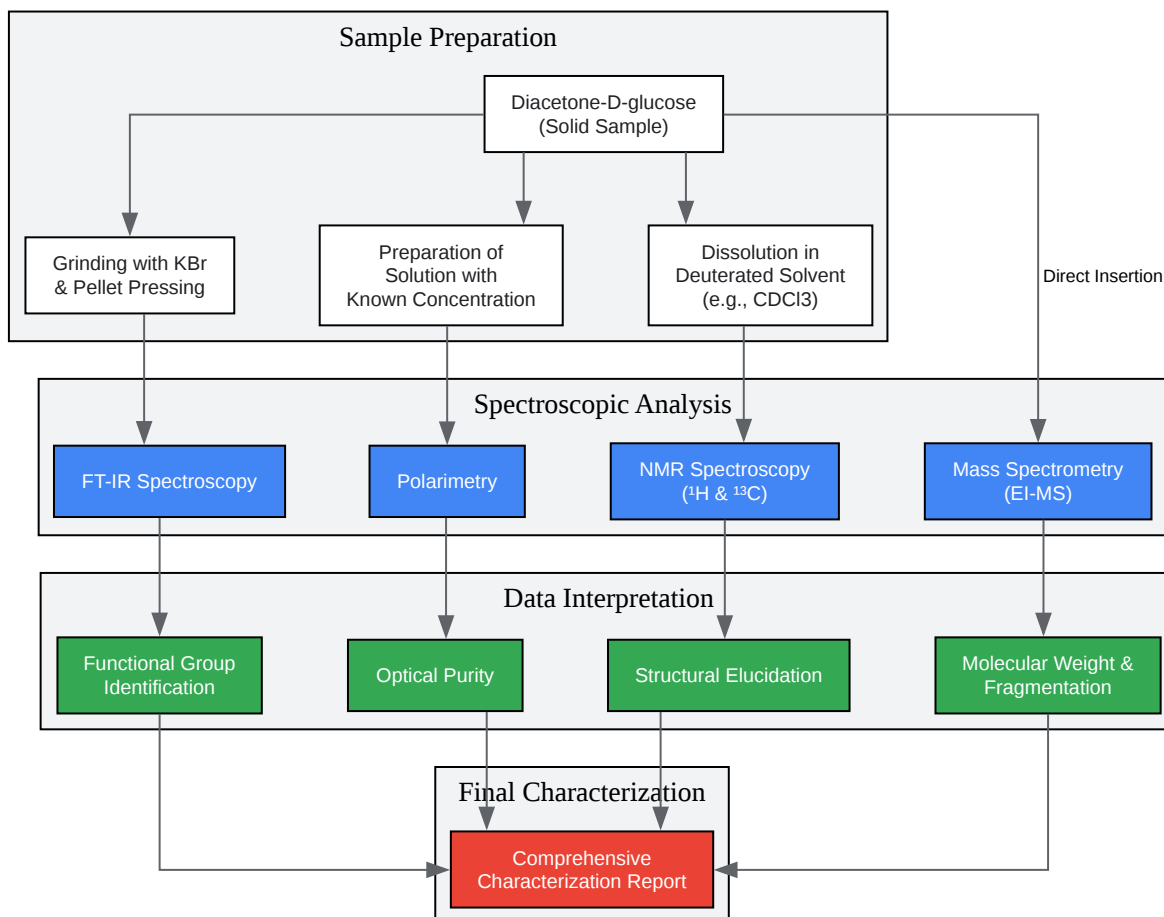 Sample Preparation
Diacetone-D-glucose
(Solid Sample)
Grinding with KBr
& Pellet Pressing
Preparation of
Solution with
Known Concentration
Dissolution in
Deuterated Solvent
(e.g., CDCl3)
Direct Insertion
Spectroscopic Analysis
FT-IR Spectroscopy
Polarimetry
NMR Spectroscopy
(¹H & ¹³C)
Mass Spectrometry
(EI-MS)
Data Interpretation
Functional Group
Identification
Optical Purity
Structural Elucidation
Molecular Weight &
Fragmentation
Final Characterization
Comprehensive
Characterization Report